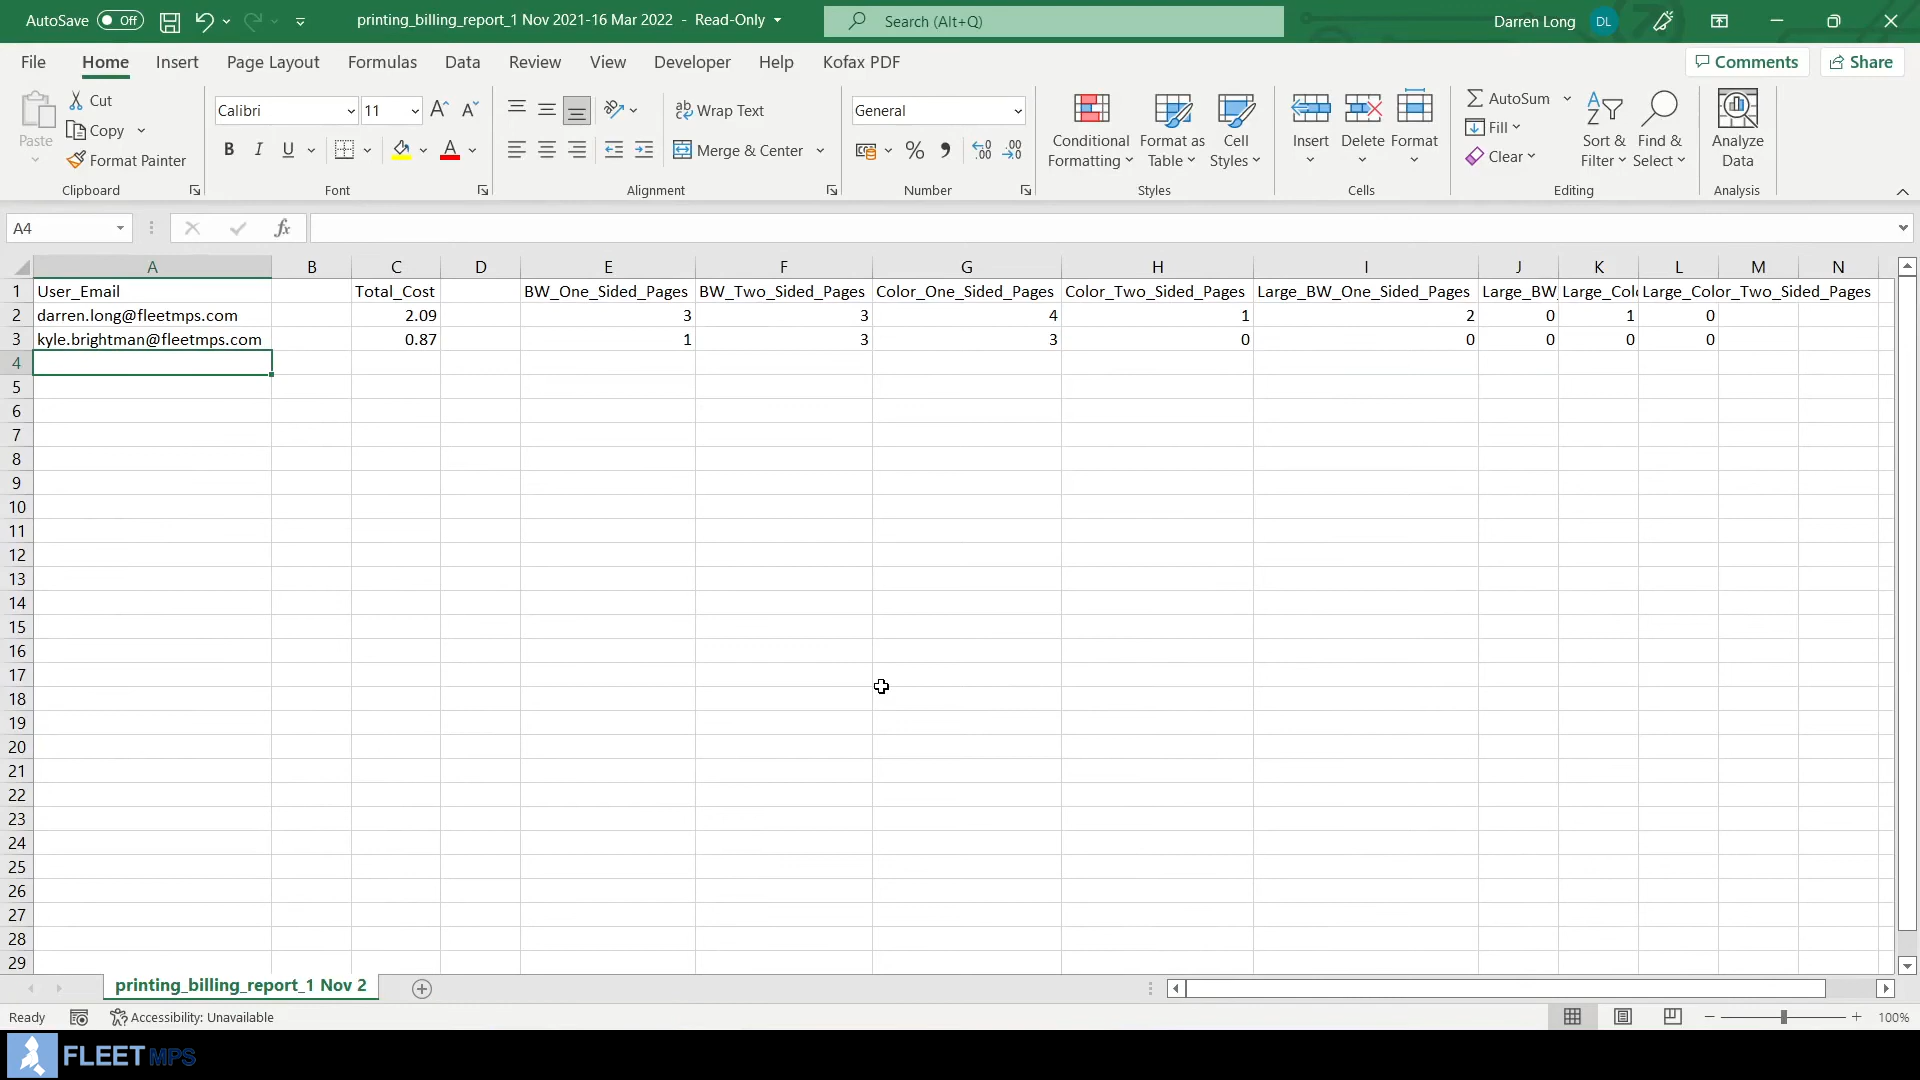 AutoSave Off printing_billing_report_1 Nov 2021-16 Mar 2022 - Read-Only Search (Alt+Q) Darren Long DL
File Home Insert Page Layout Formulas Data Review View Developer Help Kofax PDF Comments Share
Paste Cut Copy Format Painter
Clipboard
Calibri 11
B I U A
Font
Wrap Text
Merge & Center
Alignment
General
% 9
Number
Conditional Formatting
Format as Table
Cell Styles
Styles
Insert Delete Format
Cells
AutoSum
Fill
Clear
Sort & Filter
Find & Select
Editing
Analyze Data
Analysis
A4 fx
A B C D E F G H I J K L M N
1 User_Email Total_Cost BW_One_Sided_Pages BW_Two_Sided_Pages Color_One_Sided_Pages Color_Two_Sided_Pages Large_BW_One_Sided_Pages Large_BW_ Large_Col Large_Color_Two_Sided_Pages
2 darren.long@fleetmps.com 2.09 3 3 4 1 2 0 1 0
3 kyle.brightman@fleetmps.com 0.87 1 3 3 0 0 0 0 0
4
5
6
7
8
9
10
11
12
13
14
15
16
17
18
19
20
21
22
23
24
25
26
27
28
29
printing_billing_report_1 Nov 2
Ready Accessibility: Unavailable 100%
FLEET MPS